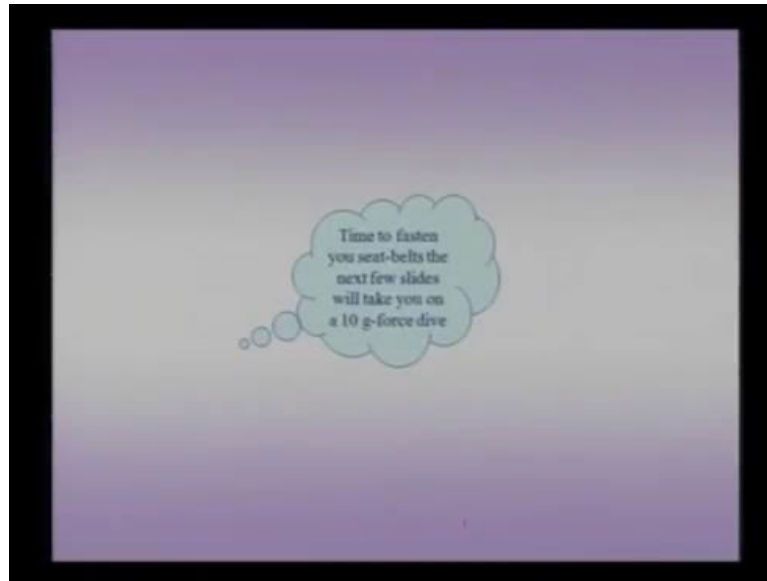 Time to fasten
you seat-belts the
next few slides
will take you on
a 10 g-force dive